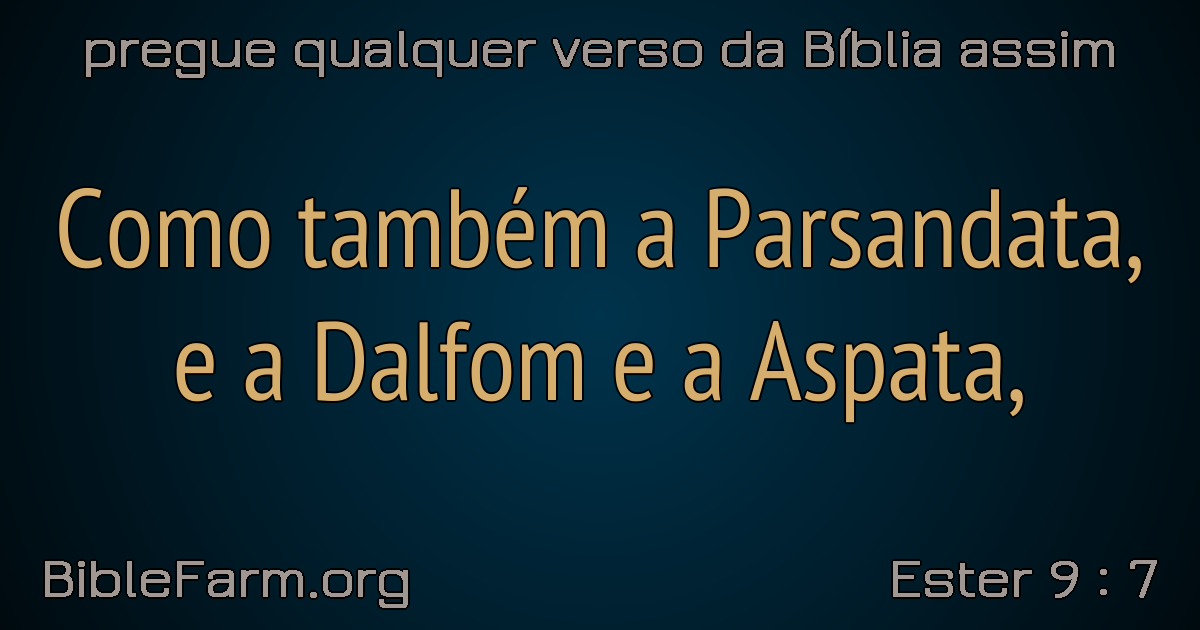 pregue qualquer verso da Bíblia assim
Como também a Parsandata,
e a Dalfom e a Aspata,
BibleFarm.org
Ester 9 : 7